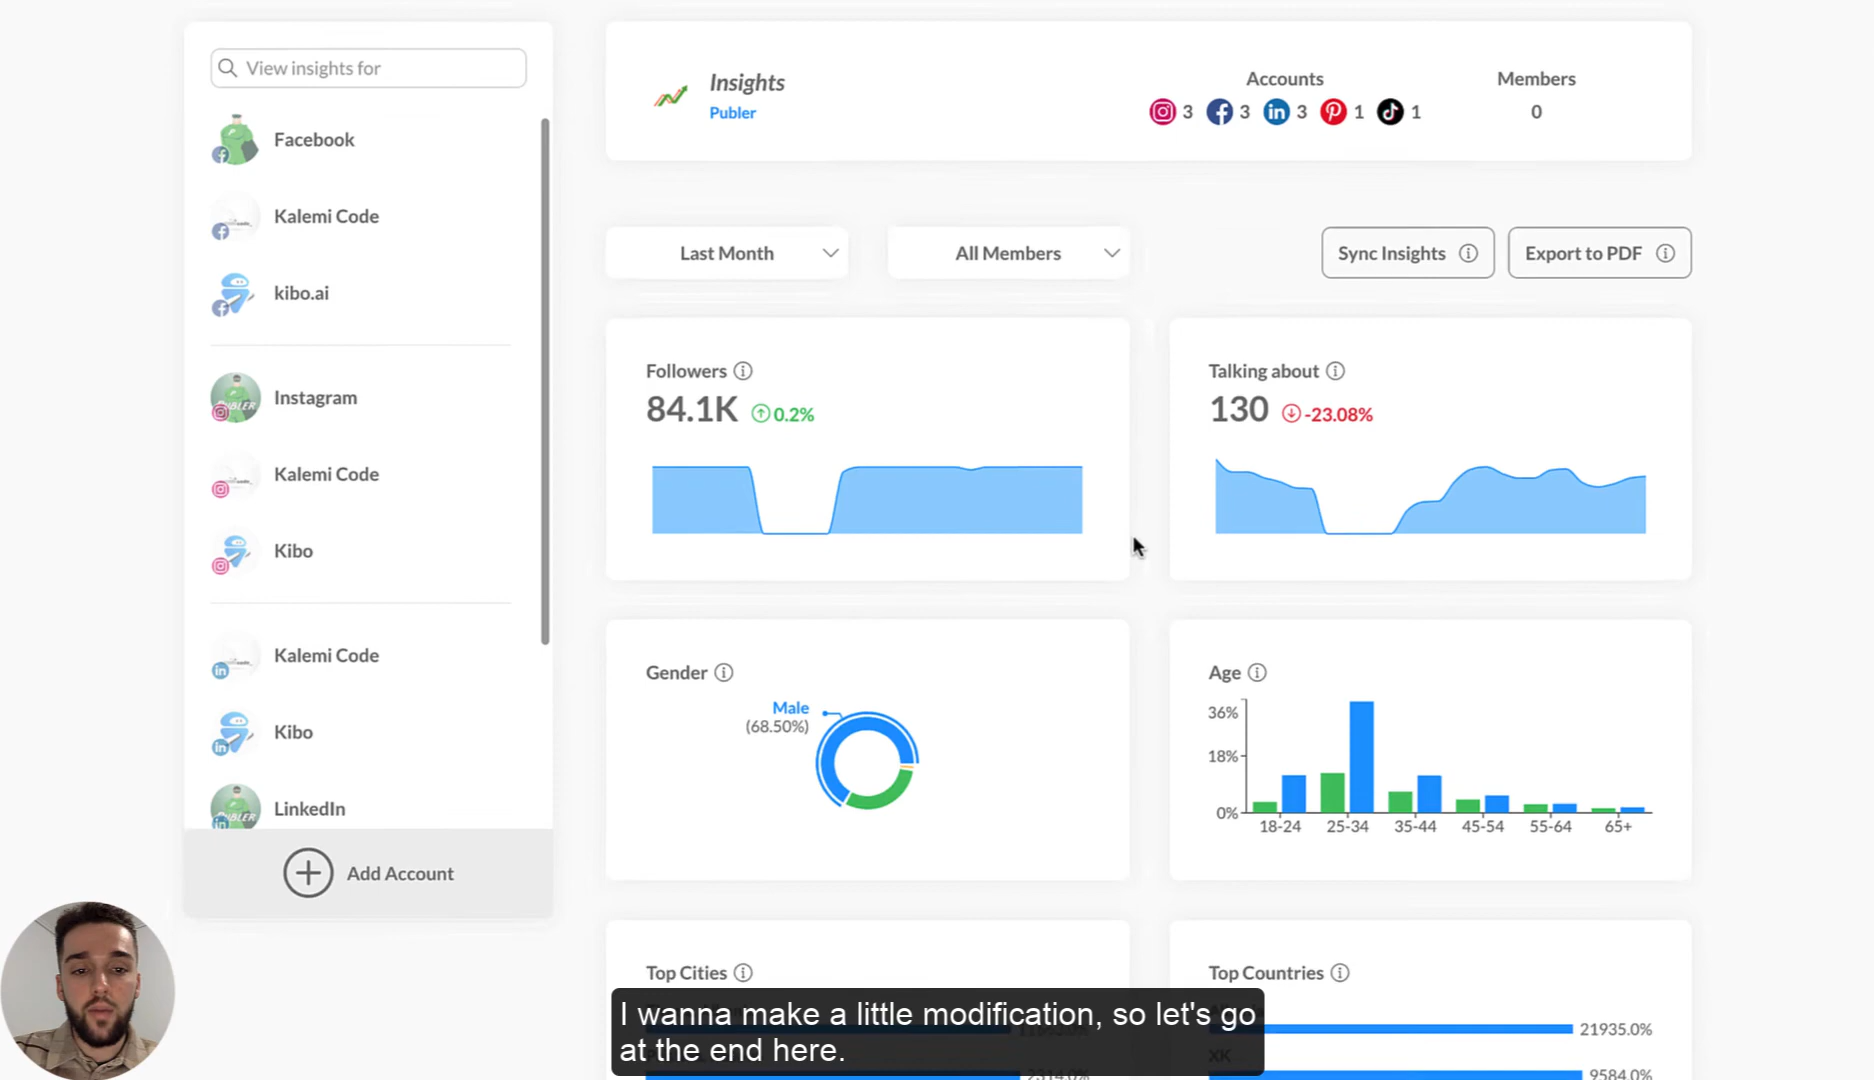 View insights for
Facebook
Kalemi Code
kibo.ai
Instagram
Kalemi Code
Kibo
Kalemi Code
Kibo
LinkedIn
Add Account
Insights
Publer
Accounts
3 3 3 1 1
Members
0
Last Month
All Members
Sync Insights
Export to PDF
Followers
84.1K 0.2%
Talking about
130 -23.08%
Gender
Male
(68.50%)
Age
36%
18%
0%
18-24 25-34 35-44 45-54 55-64 65+
Top Cities
2314.0%
Top Countries
21935.0%
XK
9584.0%
I wanna make a little modification, so let's go
at the end here.